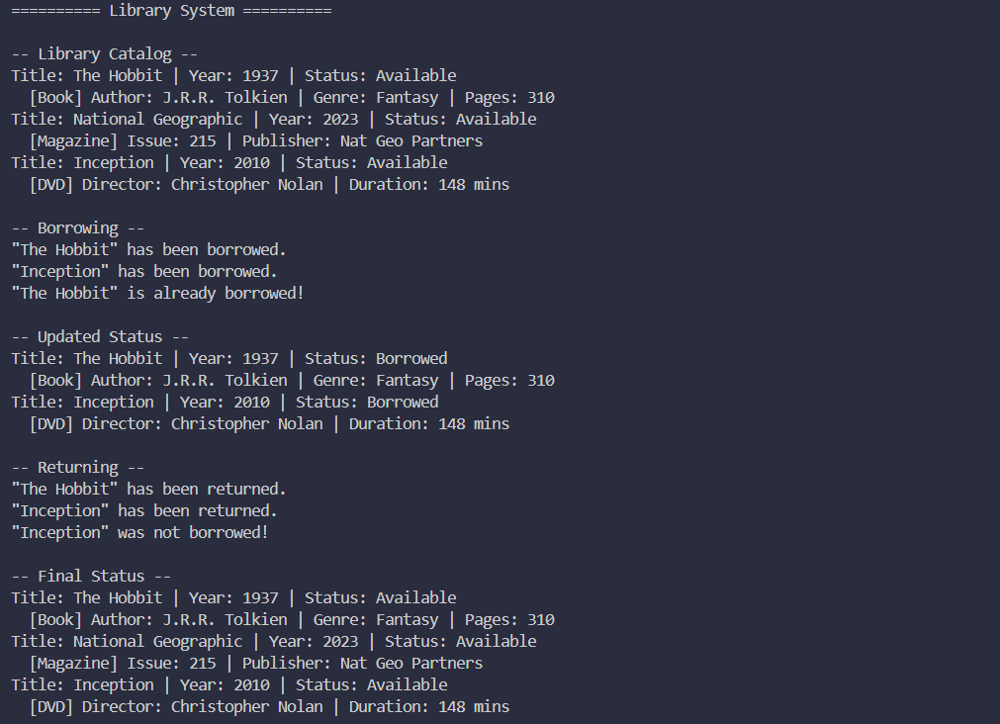 ========== Library System ==========

-- Library Catalog --
Title: The Hobbit | Year: 1937 | Status: Available
  [Book] Author: J.R.R. Tolkien | Genre: Fantasy | Pages: 310
Title: National Geographic | Year: 2023 | Status: Available
  [Magazine] Issue: 215 | Publisher: Nat Geo Partners
Title: Inception | Year: 2010 | Status: Available
  [DVD] Director: Christopher Nolan | Duration: 148 mins

-- Borrowing --
"The Hobbit" has been borrowed.
"Inception" has been borrowed.
"The Hobbit" is already borrowed!

-- Updated Status --
Title: The Hobbit | Year: 1937 | Status: Borrowed
  [Book] Author: J.R.R. Tolkien | Genre: Fantasy | Pages: 310
Title: Inception | Year: 2010 | Status: Borrowed
  [DVD] Director: Christopher Nolan | Duration: 148 mins

-- Returning --
"The Hobbit" has been returned.
"Inception" has been returned.
"Inception" was not borrowed!

-- Final Status --
Title: The Hobbit | Year: 1937 | Status: Available
  [Book] Author: J.R.R. Tolkien | Genre: Fantasy | Pages: 310
Title: National Geographic | Year: 2023 | Status: Available
  [Magazine] Issue: 215 | Publisher: Nat Geo Partners
Title: Inception | Year: 2010 | Status: Available
  [DVD] Director: Christopher Nolan | Duration: 148 mins